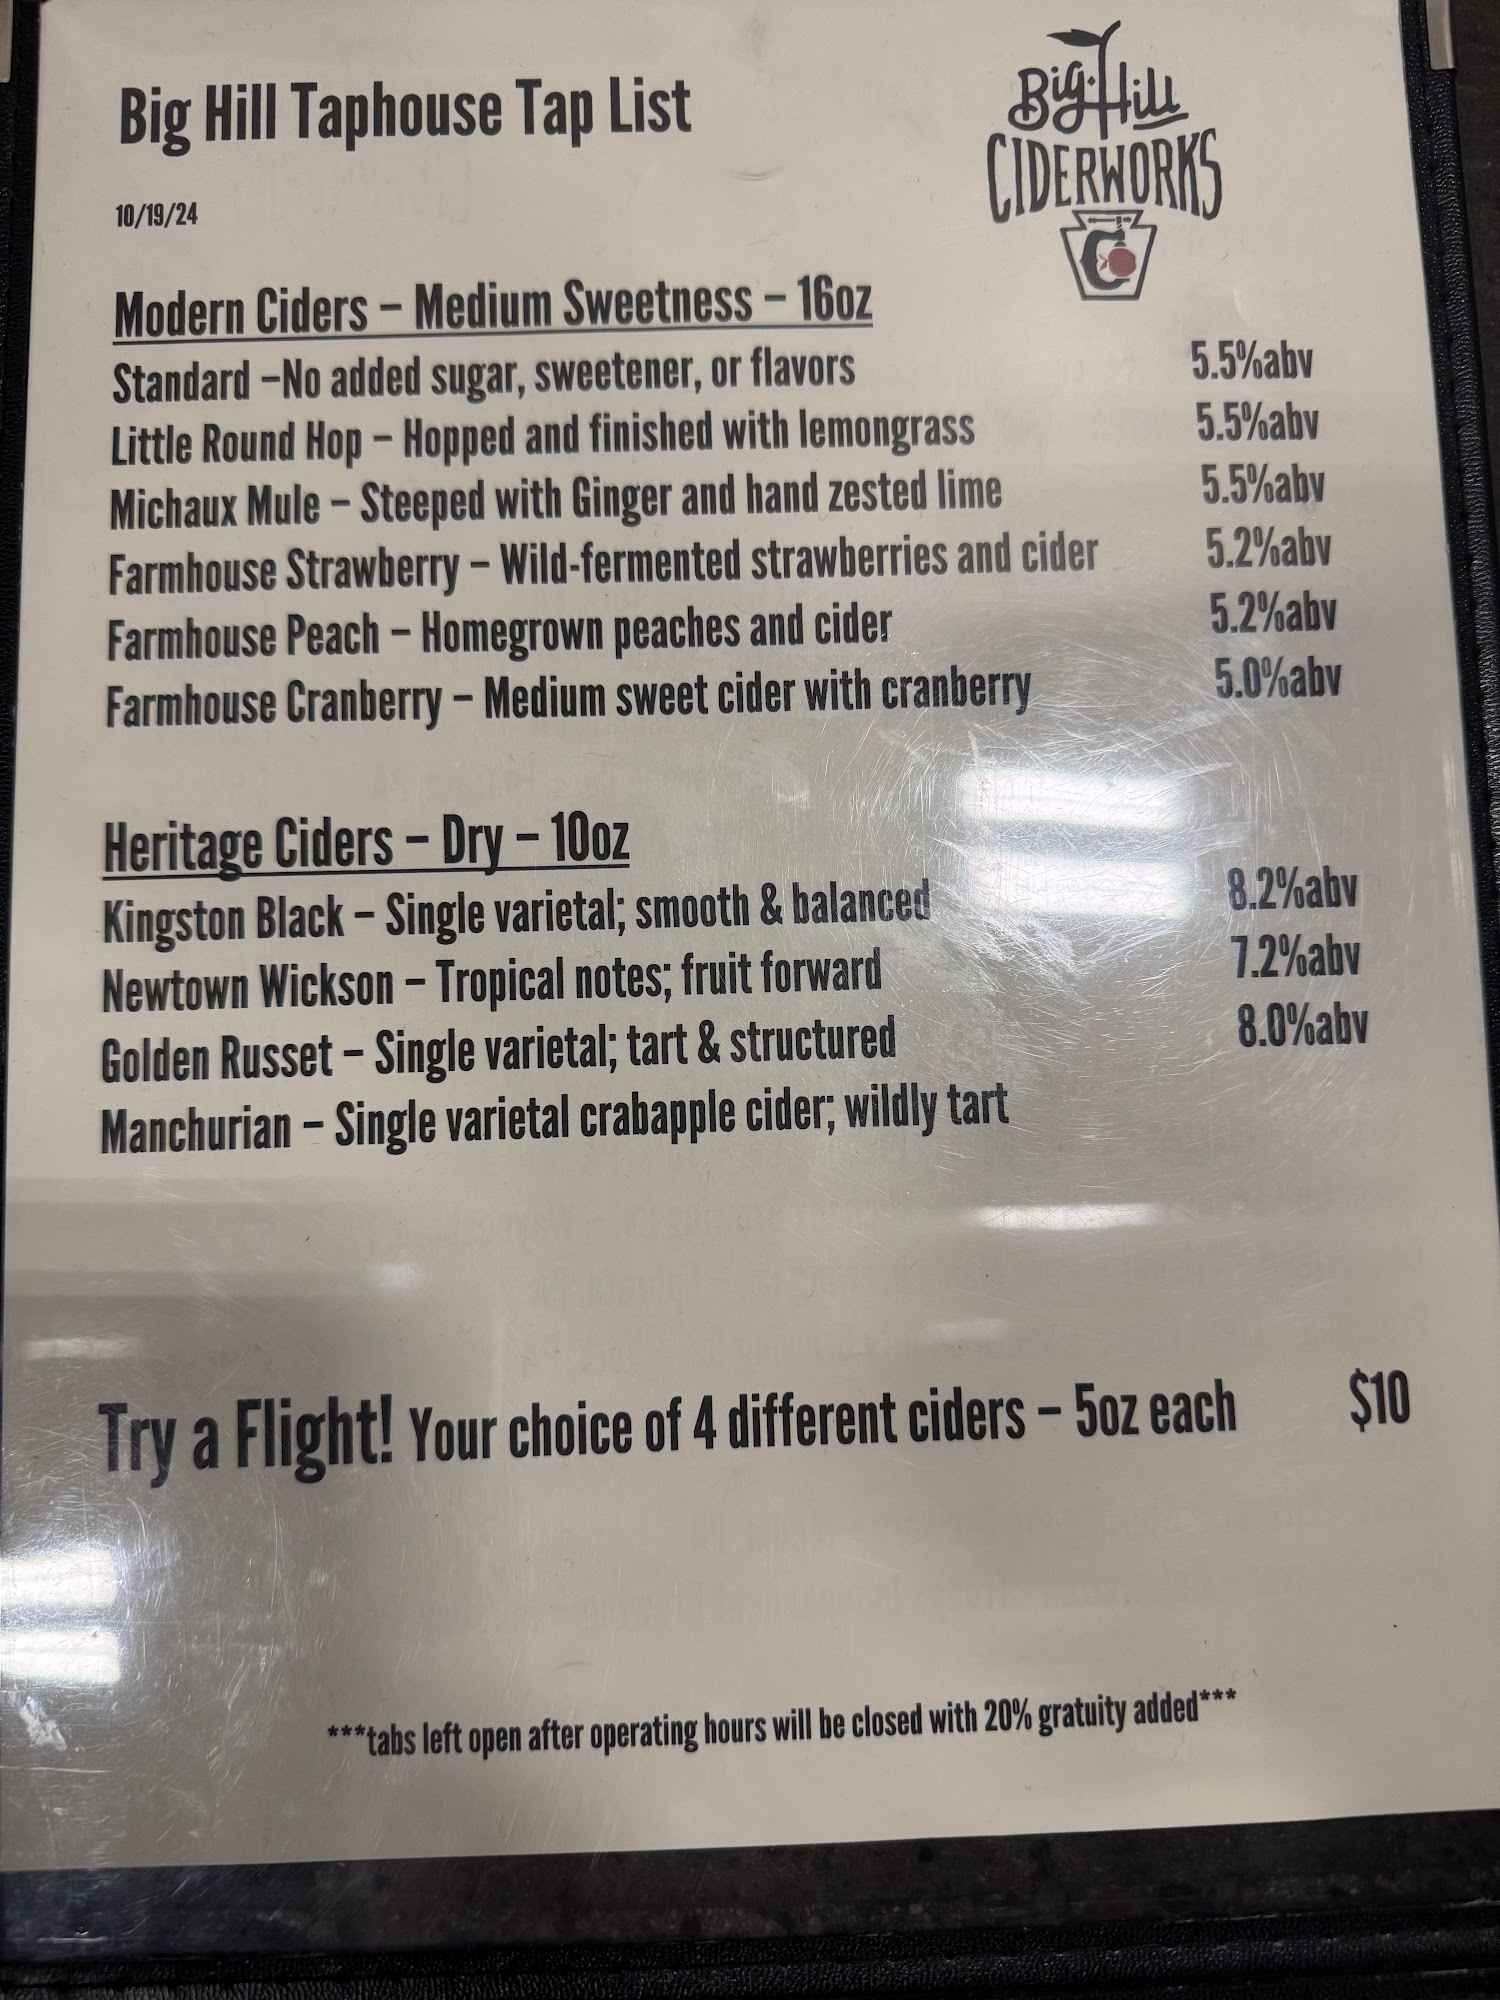 Big Hill Taphouse Tap List
Big Hill
CIDERWORKS
10/19/24
Modern Ciders – Medium Sweetness – 16oz
Standard –No added sugar, sweetener, or flavors 5.5%abv
Little Round Hop – Hopped and finished with lemongrass 5.5%abv
Michaux Mule – Steeped with Ginger and hand zested lime 5.5%abv
Farmhouse Strawberry – Wild-fermented strawberries and cider 5.2%abv
Farmhouse Peach – Homegrown peaches and cider 5.2%abv
Farmhouse Cranberry – Medium sweet cider with cranberry 5.0%abv
Heritage Ciders – Dry – 10oz
Kingston Black – Single varietal; smooth & balanced 8.2%abv
Newtown Wickson – Tropical notes; fruit forward 7.2%abv
Golden Russet – Single varietal; tart & structured 8.0%abv
Manchurian – Single varietal crabapple cider; wildly tart
Try a Flight! Your choice of 4 different ciders – 5oz each $10
***tabs left open after operating hours will be closed with 20% gratuity added***